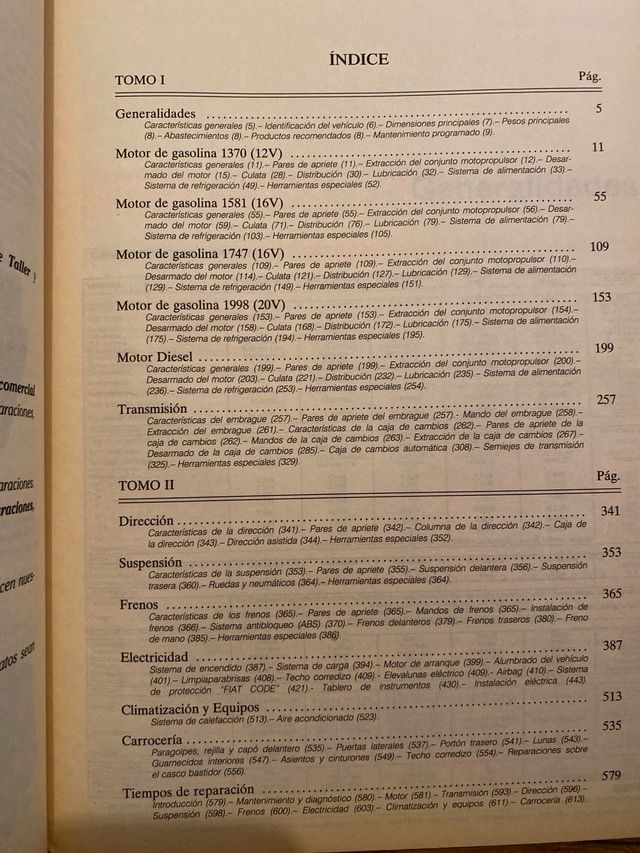 ÍNDICE
TOMO I Pág.
Generalidades 5
Características generales (5).– Identificación del vehículo (6).– Dimensiones principales (7).– Pesos principales
(8).– Abastecimientos (8).– Productos recomendados (8).– Mantenimiento programado (9).
Motor de gasolina 1370 (12V) 11
Características generales (11).– Pares de apriete (11).– Extracción del conjunto motopropulsor (12).– Desar-
mado del motor (15).– Culata (28).– Distribución (30).– Lubricación (32).– Sistema de alimentación (33).–
Sistema de refrigeración (49).– Herramientas especiales (52).
Motor de gasolina 1581 (16V) 55
Características generales (55).– Pares de apriete (55).– Extracción del conjunto motopropulsor (56).– Desar-
mado del motor (59).– Culata (71).– Distribución (76).– Lubricación (79).– Sistema de alimentación (79).–
Sistema de refrigeración (103).– Herramientas especiales (105).
Motor de gasolina 1747 (16V) 109
Características generales (109).– Pares de apriete (109).– Extracción del conjunto motopropulsor (110).–
Desarmado del motor (114).– Culata (121).– Distribución (127).– Lubricación (129).– Sistema de alimentación
(129).– Sistema de refrigeración (149).– Herramientas especiales (151).
Motor de gasolina 1998 (20V) 153
Características generales (153).– Pares de apriete (153).– Extracción del conjunto motopropulsor (154).–
Desarmado del motor (158).– Culata (168).– Distribución (172).– Lubricación (175).– Sistema de alimentación
(175).– Sistema de refrigeración (194).– Herramientas especiales (195).
Motor Diesel 199
Características generales (199).– Pares de apriete (199).– Extracción del conjunto motopropulsor (200).–
Desarmado del motor (203).– Culata (221).– Distribución (232).– Lubricación (235).– Sistema de alimentación
(236).– Sistema de refrigeración (253).– Herramientas especiales (254).
Transmisión 257
Características del embrague (257).– Pares de apriete del embrague (257).- Mando del embrague (258).–
Extracción del embrague (261).– Características de la caja de cambios (262).– Pares de apriete de la
caja de cambios (262).– Mandos de la caja de cambios (263).– Extracción de la caja de cambios (267).–
Desarmado de la caja de cambios (285).– Caja de cambios automática (308).– Semiejes de transmisión
(325).– Herramientas especiales (329).
TOMO II Pág.
Dirección 341
Características de la dirección (341).– Pares de apriete (342).– Columna de la dirección (342).– Caja de
la dirección (343).– Dirección asistida (344).– Herramientas especiales (352).
Suspensión 353
Características de la suspensión (353).– Pares de apriete (355).– Suspensión delantera (356).– Suspensión
trasera (360).– Ruedas y neumáticos (364).– Herramientas especiales (364).
Frenos 365
Características de los frenos (365).– Pares de apriete (365).– Mandos de frenos (365).– Instalación de
frenos (366).– Sistema antibloqueo (ABS) (370).– Frenos delanteros (379).– Frenos traseros (380).– Freno
de mano (385).– Herramientas especiales (386).
Electricidad 387
Sistema de encendido (387).– Sistema de carga (394).– Motor de arranque (399).– Alumbrado del vehículo
(401).– Limpiaparabrisas (408).– Techo corredizo (409).- Elevalunas eléctrico (409).- Airbag (410).– Sistema
de protección "FIAT CODE" (421).- Tablero de instrumentos (430).– Instalación eléctrica (443).
Climatización y Equipos 513
Sistema de calefacción (513).– Aire acondicionado (523).
Carrocería 535
Paragolpes, rejilla y capó delantero (535).– Puertas laterales (537).– Portón trasero (541).– Lunas (543).–
Guarnecidos interiores (547).– Asientos y cinturones (549).– Techo corredizo (554).– Reparaciones sobre
el casco bastidor (556).
Tiempos de reparación 579
Introducción (579).– Mantenimiento y diagnóstico (580).– Motor (581).– Transmisión (593).– Dirección (596).–
Suspensión (598).– Frenos (600).– Electricidad (603).– Climatización y equipos (611).– Carrocería (613).
Taller y
comercial
araciones.
araciones.
raciones,
cen nues-
atos sean